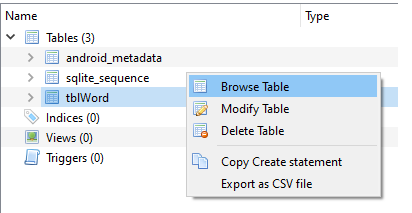 Name Type
Tables (3)
android_metadata
sqlite_sequence
tblWord
Indices (0)
Views (0)
Triggers (0)
Browse Table
Modify Table
Delete Table
Copy Create statement
Export as CSV file